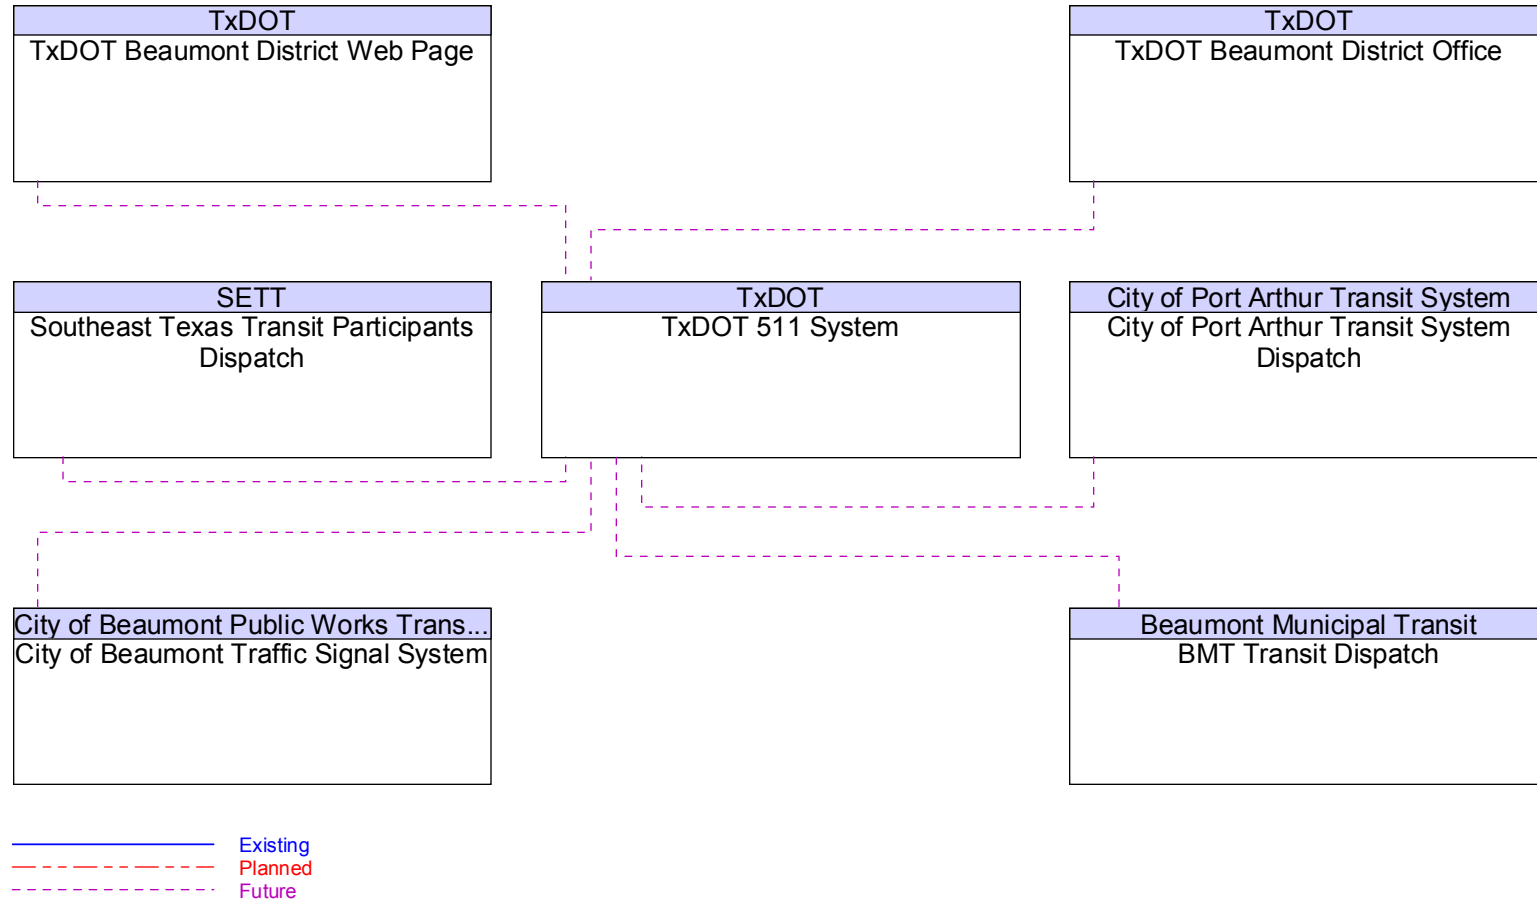 TxDOT
TxDOT Beaumont District Web Page
TxDOT
TxDOT Beaumont District Office
SETT
Southeast Texas Transit Participants
Dispatch
TxDOT
TxDOT 511 System
City of Port Arthur Transit System
City of Port Arthur Transit System
Dispatch
City of Beaumont Public Works Trans...
City of Beaumont Traffic Signal System
Beaumont Municipal Transit
BMT Transit Dispatch
Existing
Planned
Future